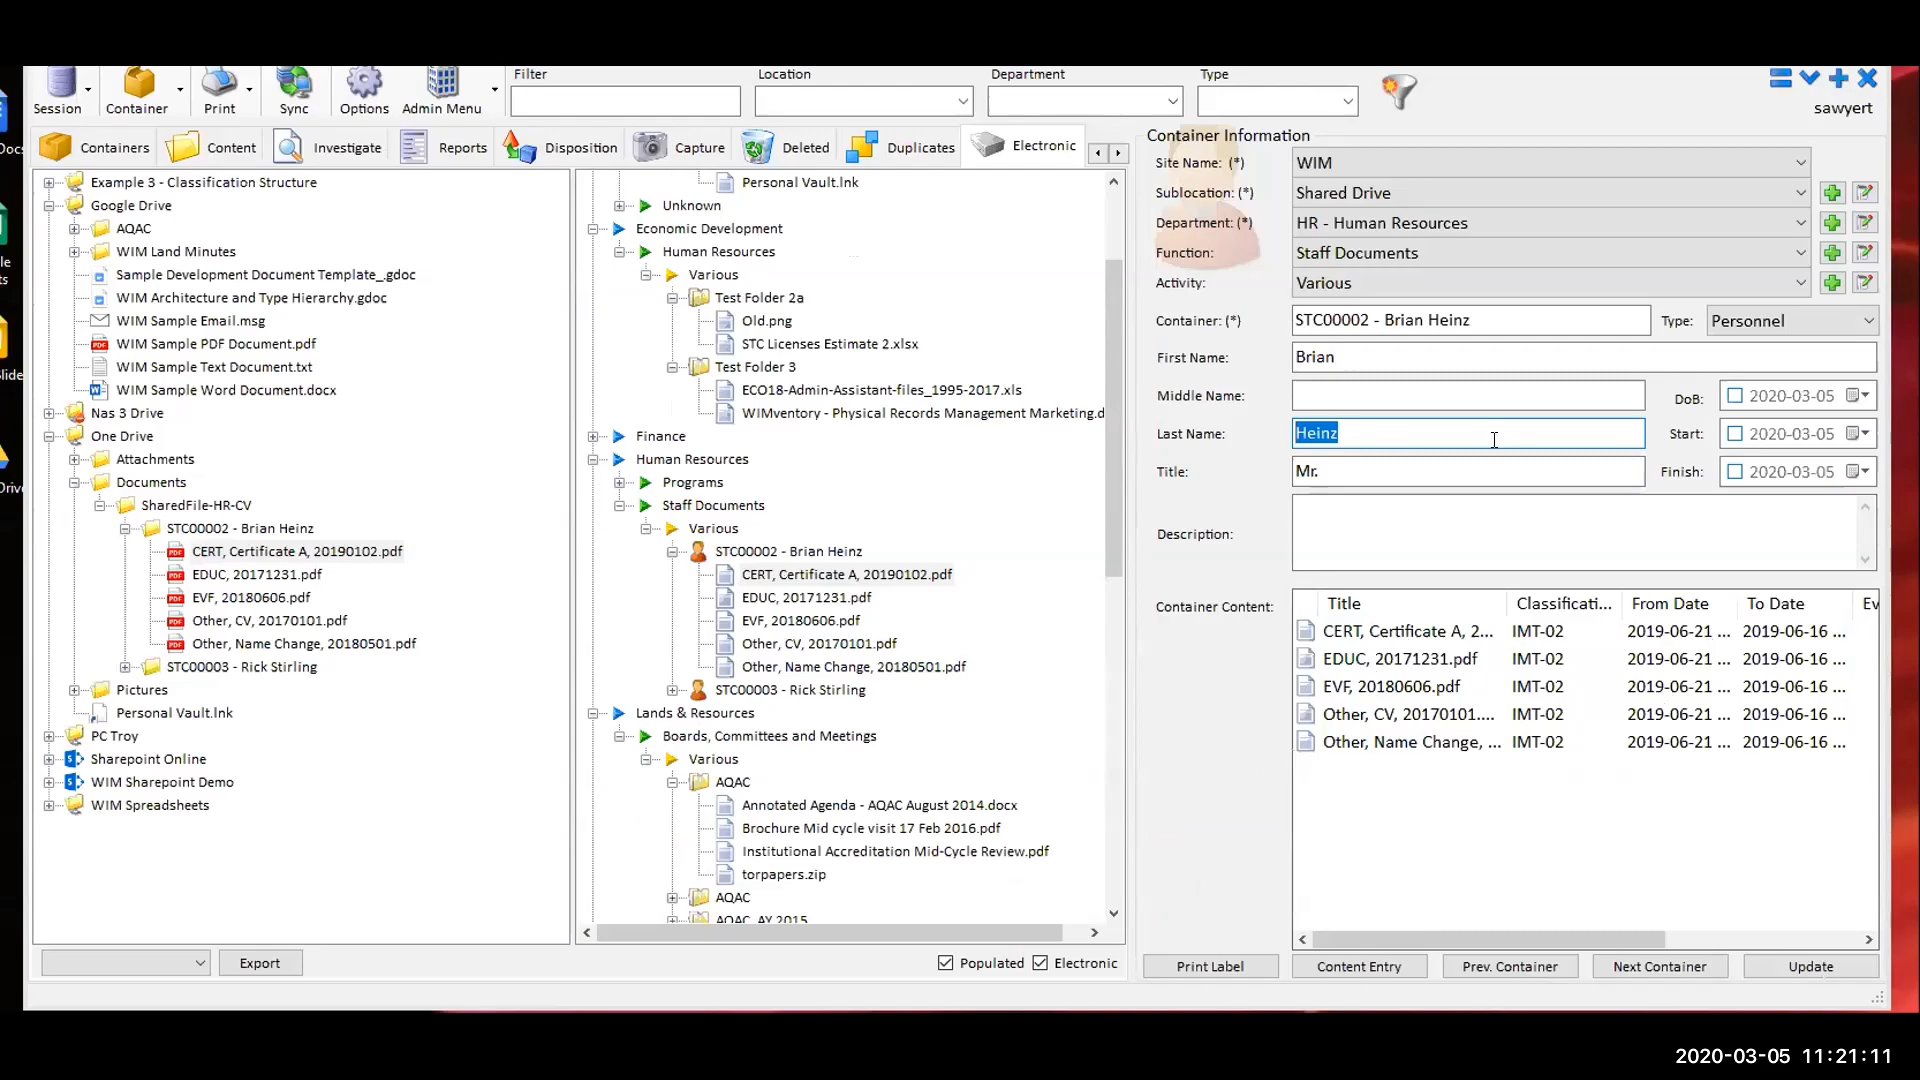 Session
Container
Print
Sync
Options
Admin Menu
Filter
Location
Department
Type
sawyert
Containers
Content
Investigate
Reports
Disposition
Capture
Deleted
Duplicates
Electronic
Example 3 - Classification Structure
Google Drive
AQAC
WIM Land Minutes
Sample Development Document Template_.gdoc
WIM Architecture and Type Hierarchy.gdoc
WIM Sample Email.msg
WIM Sample PDF Document.pdf
WIM Sample Text Document.txt
WIM Sample Word Document.docx
Nas 3 Drive
One Drive
Attachments
Documents
SharedFile-HR-CV
STC00002 - Brian Heinz
CERT, Certificate A, 20190102.pdf
EDUC, 20171231.pdf
EVF, 20180606.pdf
Other, CV, 20170101.pdf
Other, Name Change, 20180501.pdf
STC00003 - Rick Stirling
Pictures
Personal Vault.lnk
PC Troy
Sharepoint Online
WIM Sharepoint Demo
WIM Spreadsheets
Export
Personal Vault.lnk
Unknown
Economic Development
Human Resources
Various
Test Folder 2a
Old.png
STC Licenses Estimate 2.xlsx
Test Folder 3
ECO18-Admin-Assistant-files_1995-2017.xls
WIMventory - Physical Records Management Marketing.d
Finance
Human Resources
Programs
Staff Documents
Various
STC00002 - Brian Heinz
CERT, Certificate A, 20190102.pdf
EDUC, 20171231.pdf
EVF, 20180606.pdf
Other, CV, 20170101.pdf
Other, Name Change, 20180501.pdf
STC00003 - Rick Stirling
Lands & Resources
Boards, Committees and Meetings
Various
AQAC
Annotated Agenda - AQAC August 2014.docx
Brochure Mid cycle visit 17 Feb 2016.pdf
Institutional Accreditation Mid-Cycle Review.pdf
torpapers.zip
AQAC
AQAC AY 2015
Populated
Electronic
Container Information
Site Name: (*) WIM
Sublocation: (*) Shared Drive
Department: (*) HR - Human Resources
Function: Staff Documents
Activity: Various
Container: (*) STC00002 - Brian Heinz Type: Personnel
First Name: Brian
Middle Name: DoB: 2020-03-05
Last Name: Heinz Start: 2020-03-05
Title: Mr. Finish: 2020-03-05
Description:
Container Content:
Title Classificati... From Date To Date Ev
CERT, Certificate A, 2... IMT-02 2019-06-21 ... 2019-06-16 ...
EDUC, 20171231.pdf IMT-02 2019-06-21 ... 2019-06-16 ...
EVF, 20180606.pdf IMT-02 2019-06-21 ... 2019-06-16 ...
Other, CV, 20170101.... IMT-02 2019-06-21 ... 2019-06-16 ...
Other, Name Change, ... IMT-02 2019-06-21 ... 2019-06-16 ...
Print Label
Content Entry
Prev. Container
Next Container
Update
2020-03-05 11:21:11